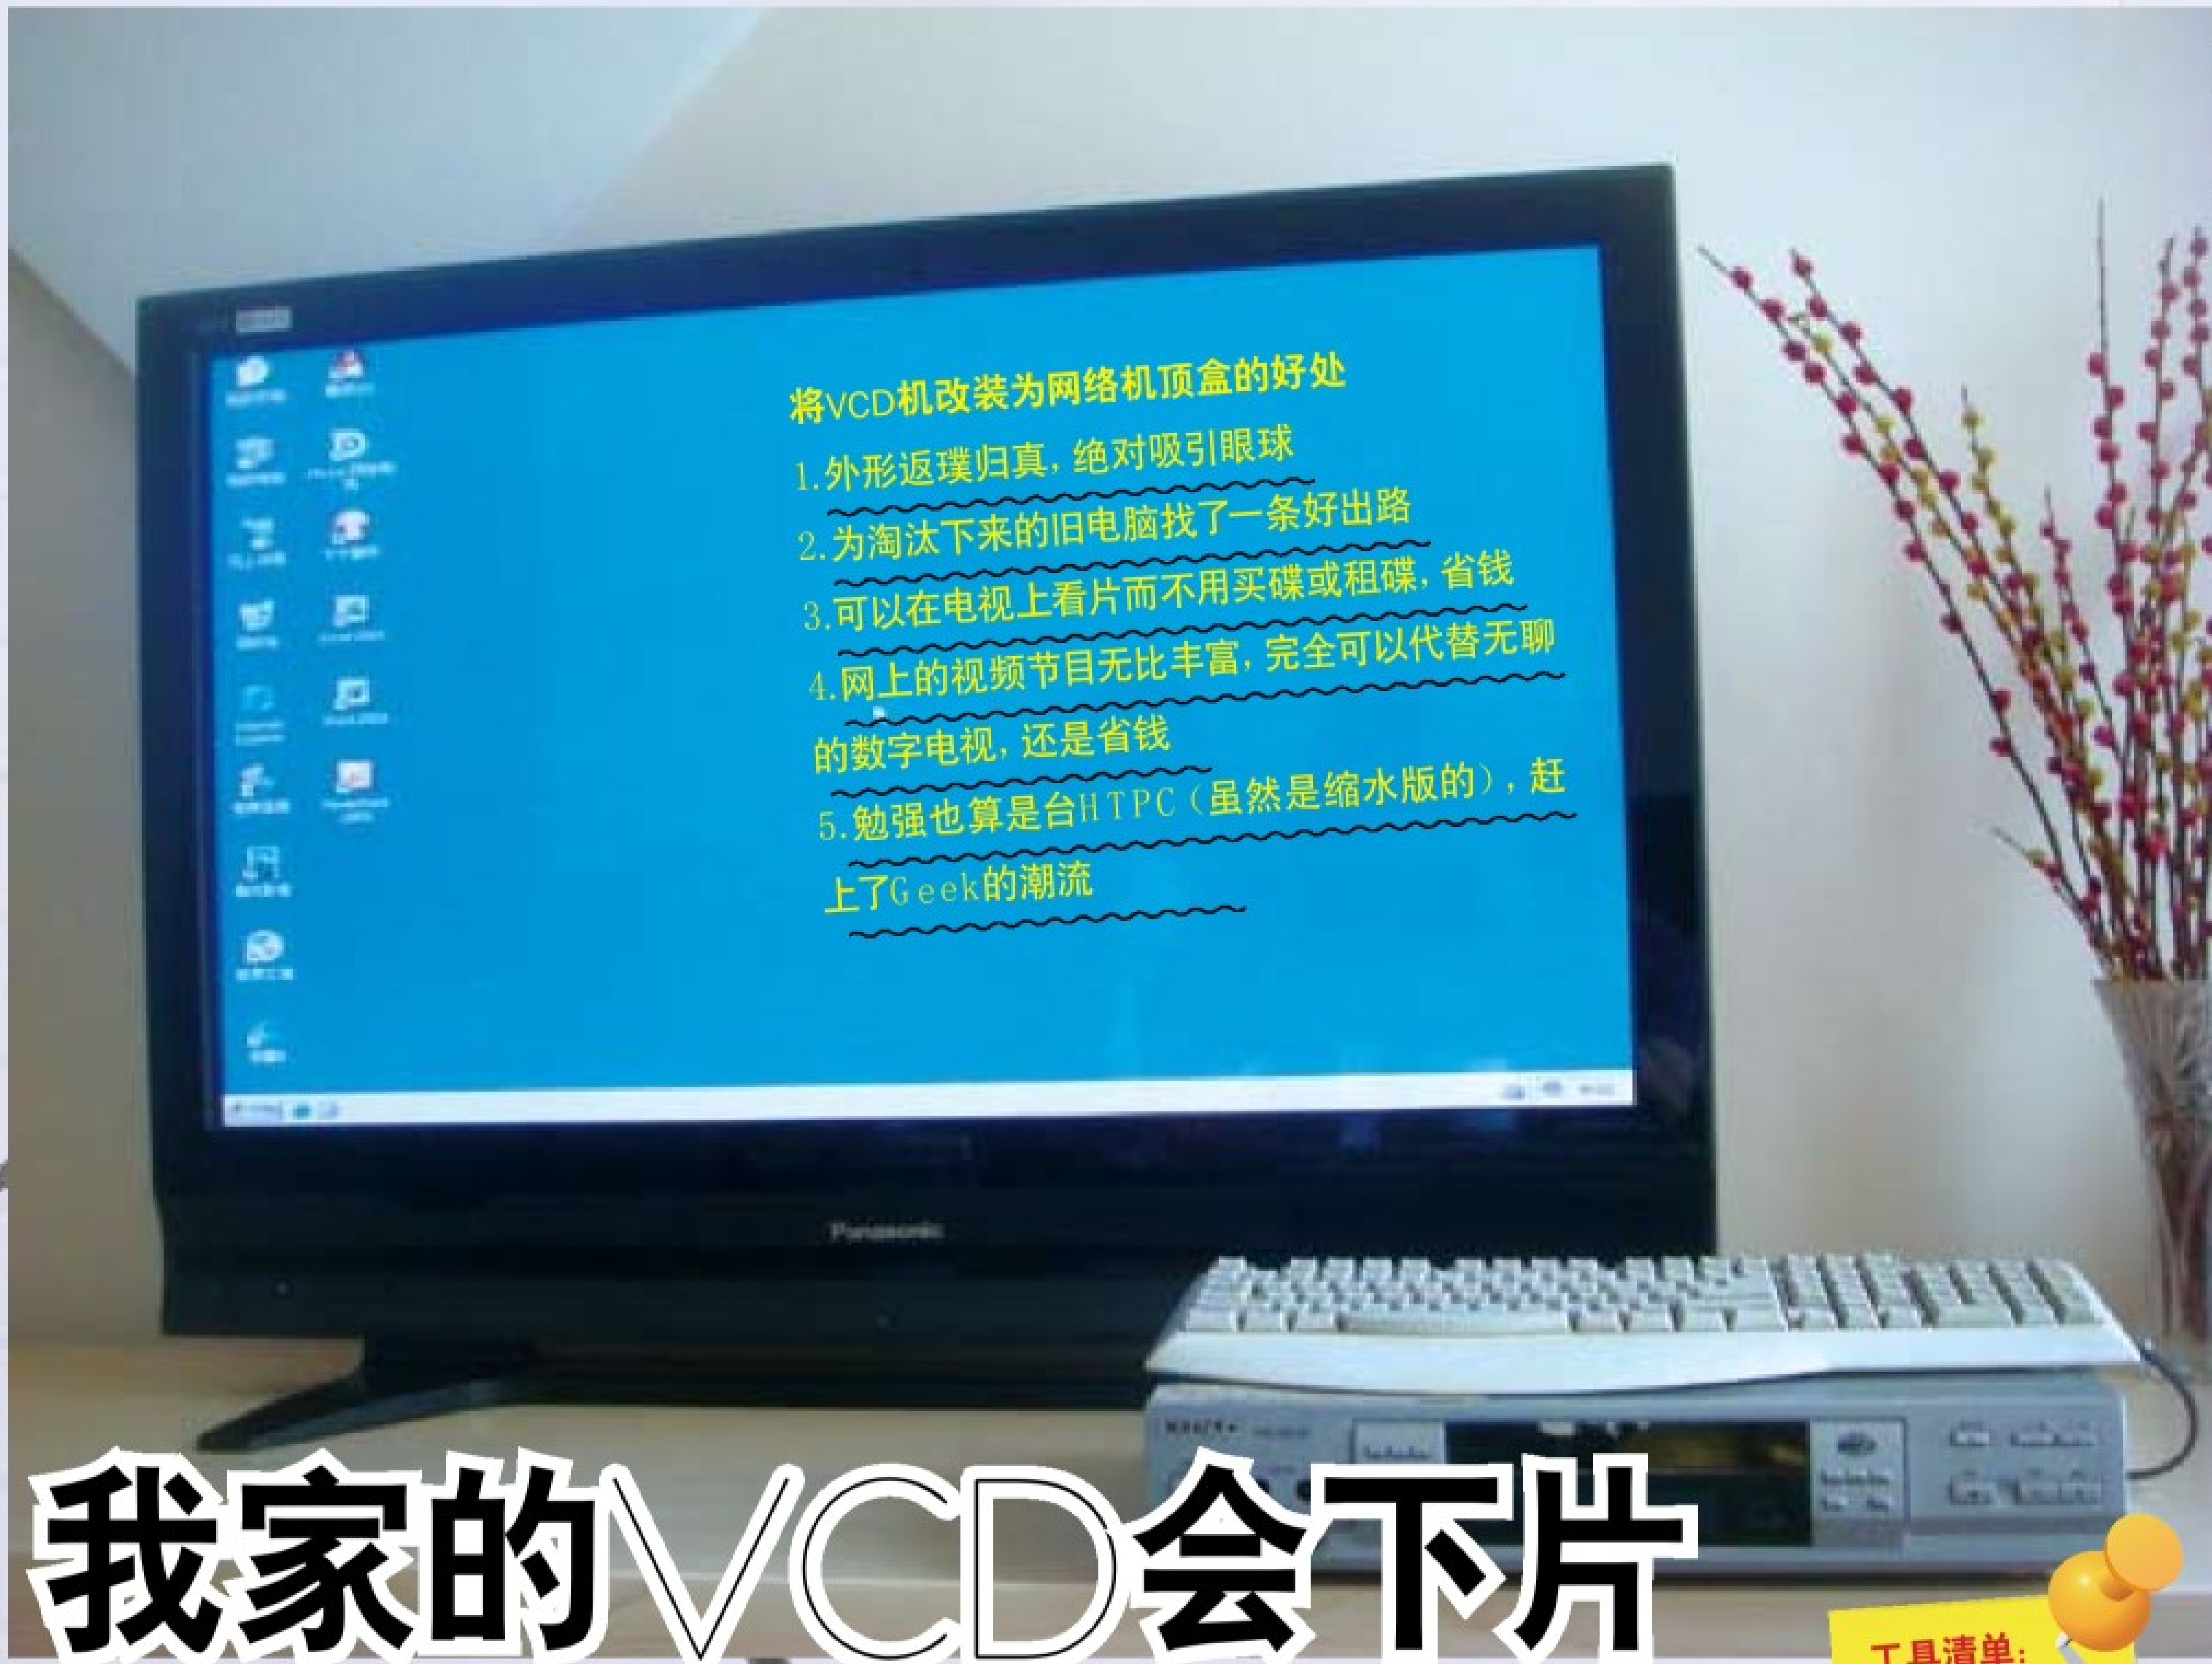 将VCD机改装为网络机顶盒的好处
1.外形返璞归真，绝对吸引眼球
2.为淘汰下来的旧电脑找了一条好出路
3.可以在电视上看片而不用买碟或租碟，省钱
4.网上的视频节目无比丰富，完全可以代替无聊
的数字电视，还是省钱
5.勉强也算是台HTPC（虽然是缩水版的），赶
上了Geek的潮流
Panasonic
我家的VCD会下片
工具清单：